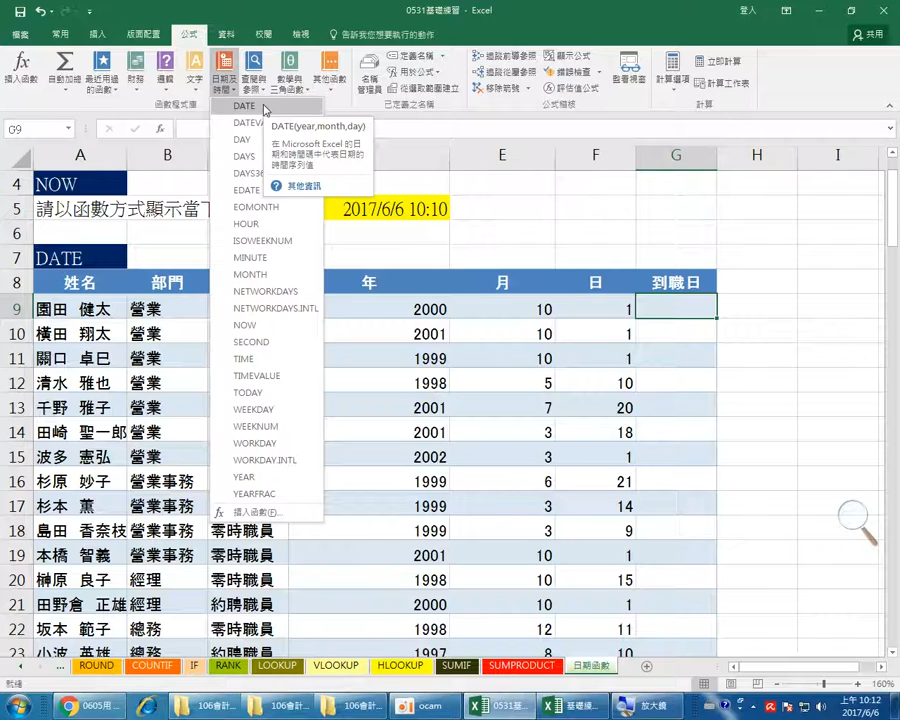 0531基礎練習 - Excel
登入
檔案 常用 插入 版面配置 公式 資料 校閱 檢視 告訴我您想要執行的動作 共用
插入函數 自動加總 最近用過的函數 財務 邏輯 文字 日期及時間 查閱與參照 數學與三角函數 其他函數
名稱管理員 定義名稱 用於公式 從選取範圍建立
追蹤前導參照 追蹤從屬參照 移除箭號 顯示公式 錯誤檢查 評估值公式 監看視窗
計算選項 立即計算 計算工作表
函數程式庫 已定義之名稱 公式稽核 計算
G9
A B E F G H I
DATE
DAY
DAYS
EDATE
EOMONTH
HOUR
ISOWEEKNUM
MINUTE
MONTH
NETWORKDAYS
NETWORKDAYS.INTL
NOW
SECOND
TIME
TIMEVALUE
TODAY
WEEKDAY
WEEKNUM
WORKDAY
WORKDAY.INTL
YEAR
YEARFRAC
插入函數(F)...
DATE(year,month,day)
在 Microsoft Excel 的日
期和時間碼中代表日期的
時間序列值
其他資訊
4 NOW
5 請以函數方式顯示當下 2017/6/6 10:10
6
7 DATE
8 姓名 部門 年 月 日 到職日
9 園田 健太 營業 2000 10 1
10 橫田 翔太 營業 2001 10 1
11 關口 卓巳 營業 1999 10 1
12 清水 雅也 營業 1998 5 10
13 千野 雅子 營業 2001 7 20
14 田崎 聖一郎 營業 2001 3 18
15 波多 憲弘 營業 2002 3 1
16 杉原 妙子 營業事務 1999 6 21
17 杉本 薰 營業事務 1999 3 14
18 島田 香奈枝 營業事務 零時職員 1999 3 9
19 本橋 智義 營業事務 零時職員 2001 10 1
20 榊原 良子 經理 零時職員 1998 10 15
21 田野倉 正雄 經理 約聘職員 2000 10 1
22 坂本 範子 總務 約聘職員 1998 12 11
23 小波 英雄 總務 約聘職員 1997 8 10
... ROUND COUNTIF IF RANK LOOKUP VLOOKUP HLOOKUP SUMIF SUMPRODUCT 日期函數
就緒 160%
0605用... 106會計... 106會計... 106會計... ocam 0531基... 基礎練... 放大鏡
上午 10:12
2017/6/6